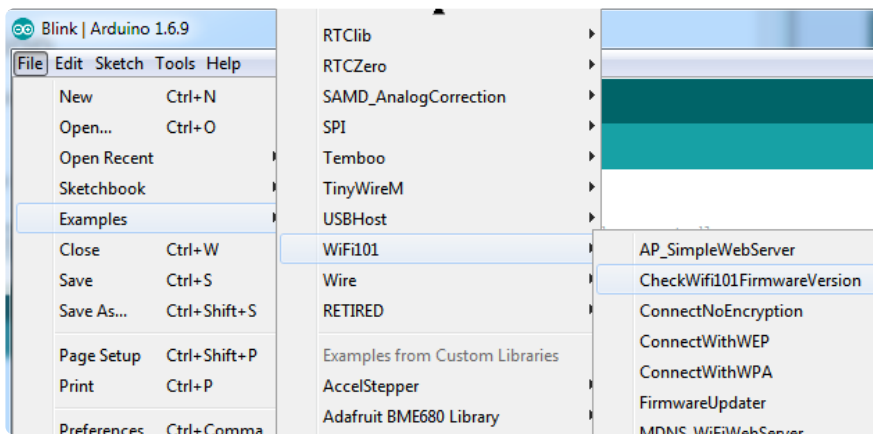 Blink | Arduino 1.6.9
File Edit Sketch Tools Help
New Ctrl+N
Open... Ctrl+O
Open Recent
Sketchbook
Examples
Close Ctrl+W
Save Ctrl+S
Save As... Ctrl+Shift+S
Page Setup Ctrl+Shift+P
Print Ctrl+P
Preferences Ctrl+Comma
RTClib
RTCZero
SAMD_AnalogCorrection
SPI
Temboo
TinyWireM
USBHost
WiFi101
Wire
RETIRED
Examples from Custom Libraries
AccelStepper
Adafruit BME680 Library
AP_SimpleWebServer
CheckWifi101FirmwareVersion
ConnectNoEncryption
ConnectWithWEP
ConnectWithWPA
FirmwareUpdater
MDNS_WiFiWebServer